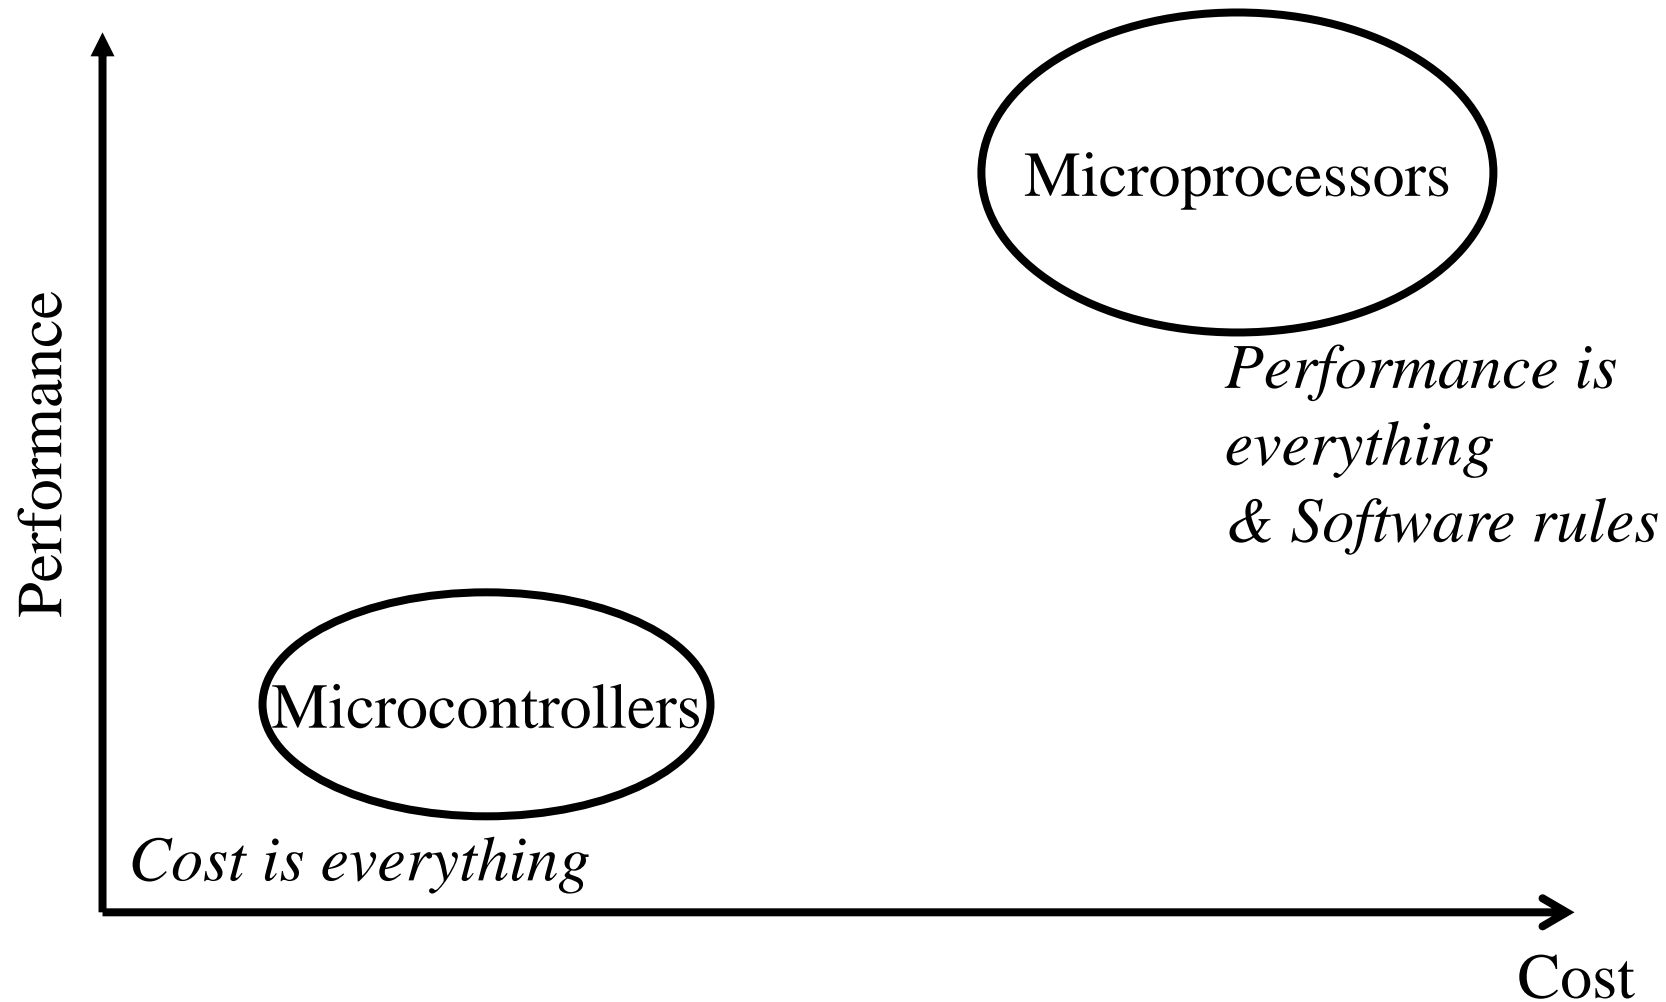 Microprocessors
Performance is
everything
& Software rules
Performance
Microcontrollers
Cost is everything
Cost